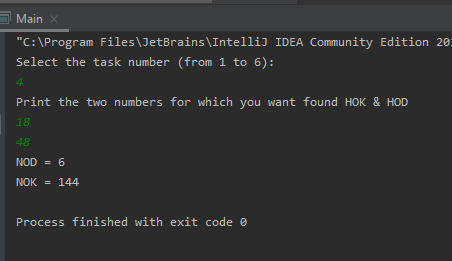 Main
"C:\Program Files\JetBrains\IntelliJ IDEA Community Edition
Select the task number (from 1 to 6):
4
Print the two numbers for which you want found HOK & HOD
18
48
NOD = 6
NOK = 144
Process finished with exit code 0